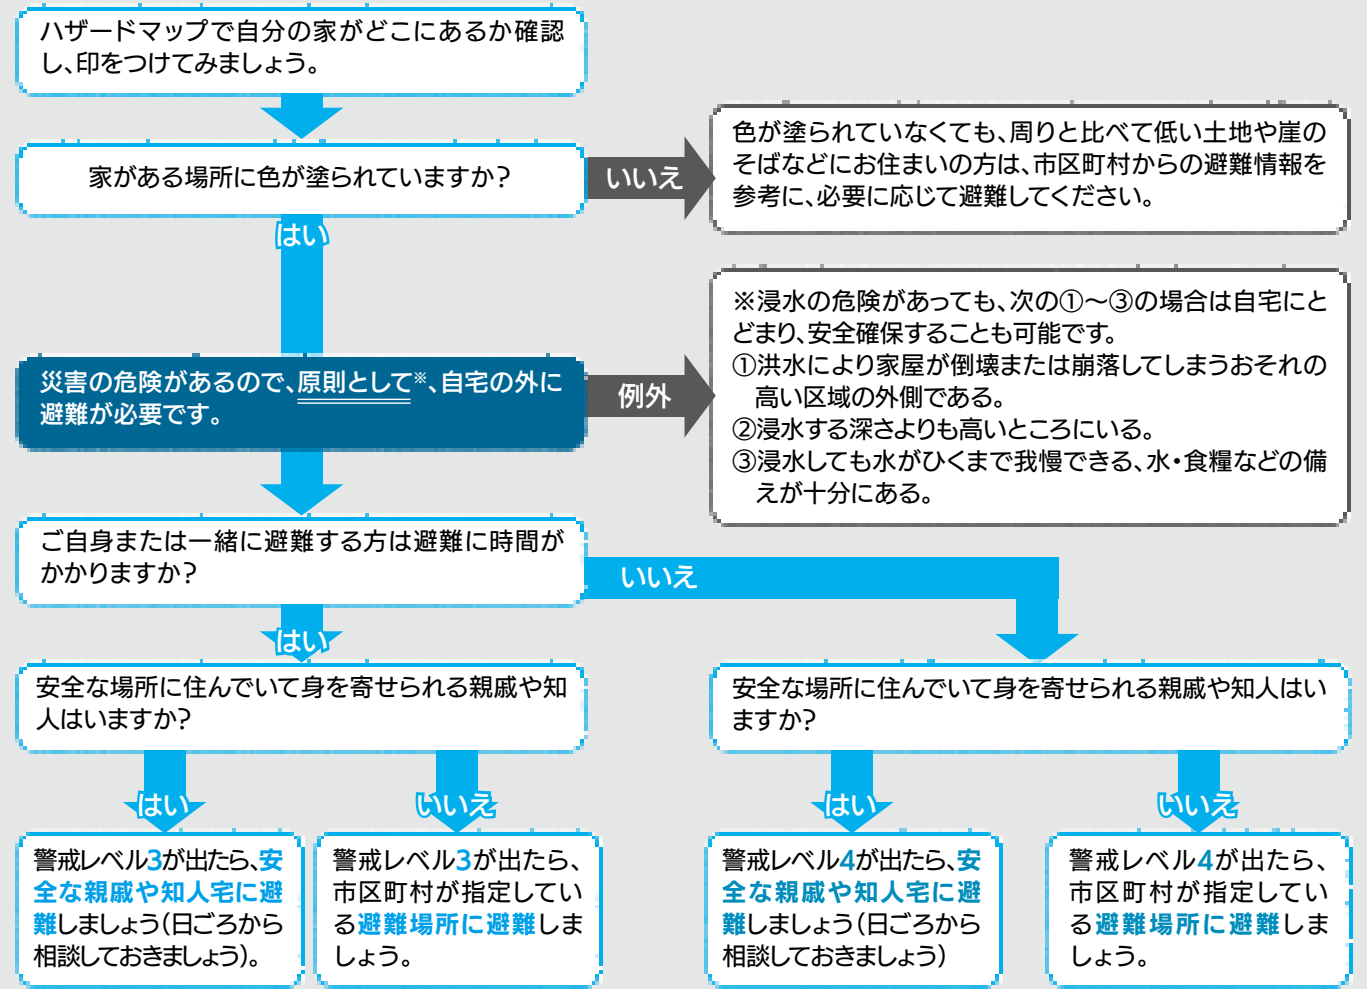 ハザードマップで自分の家がどこにあるか確認
し、印をつけてみましょう。
家がある場所に色が塗られていますか?
いいえ
色が塗られていなくても、周りと比べて低い土地や崖の
そばなどにお住まいの方は、市区町村からの避難情報を
参考に、必要に応じて避難してください。
はい
災害の危険があるので、原則として※、自宅の外に
避難が必要です。
例外
※浸水の危険があっても、次の①～③の場合は自宅にと
どまり、安全確保することも可能です。
①洪水により家屋が倒壊または崩落してしまうおそれの
高い区域の外側である。
②浸水する深さよりも高いところにいる。
③浸水しても水がひくまで我慢できる、水・食糧などの備
えが十分にある。
ご自身または一緒に避難する方は避難に時間が
かかりますか?
いいえ
はい
安全な場所に住んでいて身を寄せられる親戚や知
人はいますか?
安全な場所に住んでいて身を寄せられる親戚や知人はい
ますか?
はい
いいえ
はい
いいえ
警戒レベル3が出たら、安
全な親戚や知人宅に避
難しましょう(日ごろから
相談しておきましょう)。
警戒レベル3が出たら、
市区町村が指定してい
る避難場所に避難しま
しょう。
警戒レベル4が出たら、安
全な親戚や知人宅に避
難しましょう(日ごろから
相談しておきましょう)
警戒レベル4が出たら、
市区町村が指定してい
る避難場所に避難しま
しょう。